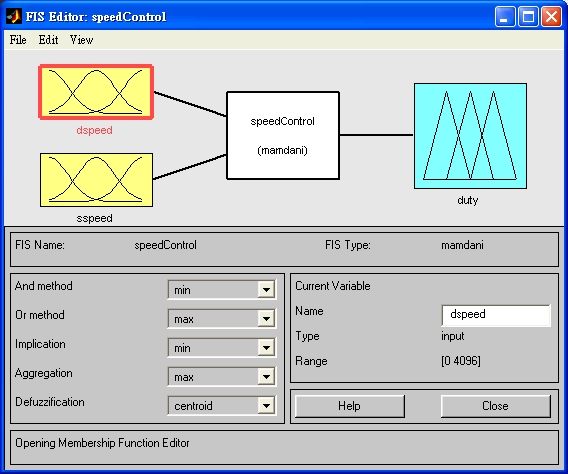 FIS Editor: speedControl
File Edit View
dspeed
speedControl
(mamdani)
sspeed
duty
FIS Name: speedControl FIS Type: mamdani
And method min
Or method max
Implication min
Aggregation max
Defuzzification centroid
Current Variable
Name dspeed
Type input
Range [0 4096]
Help Close
Opening Membership Function Editor